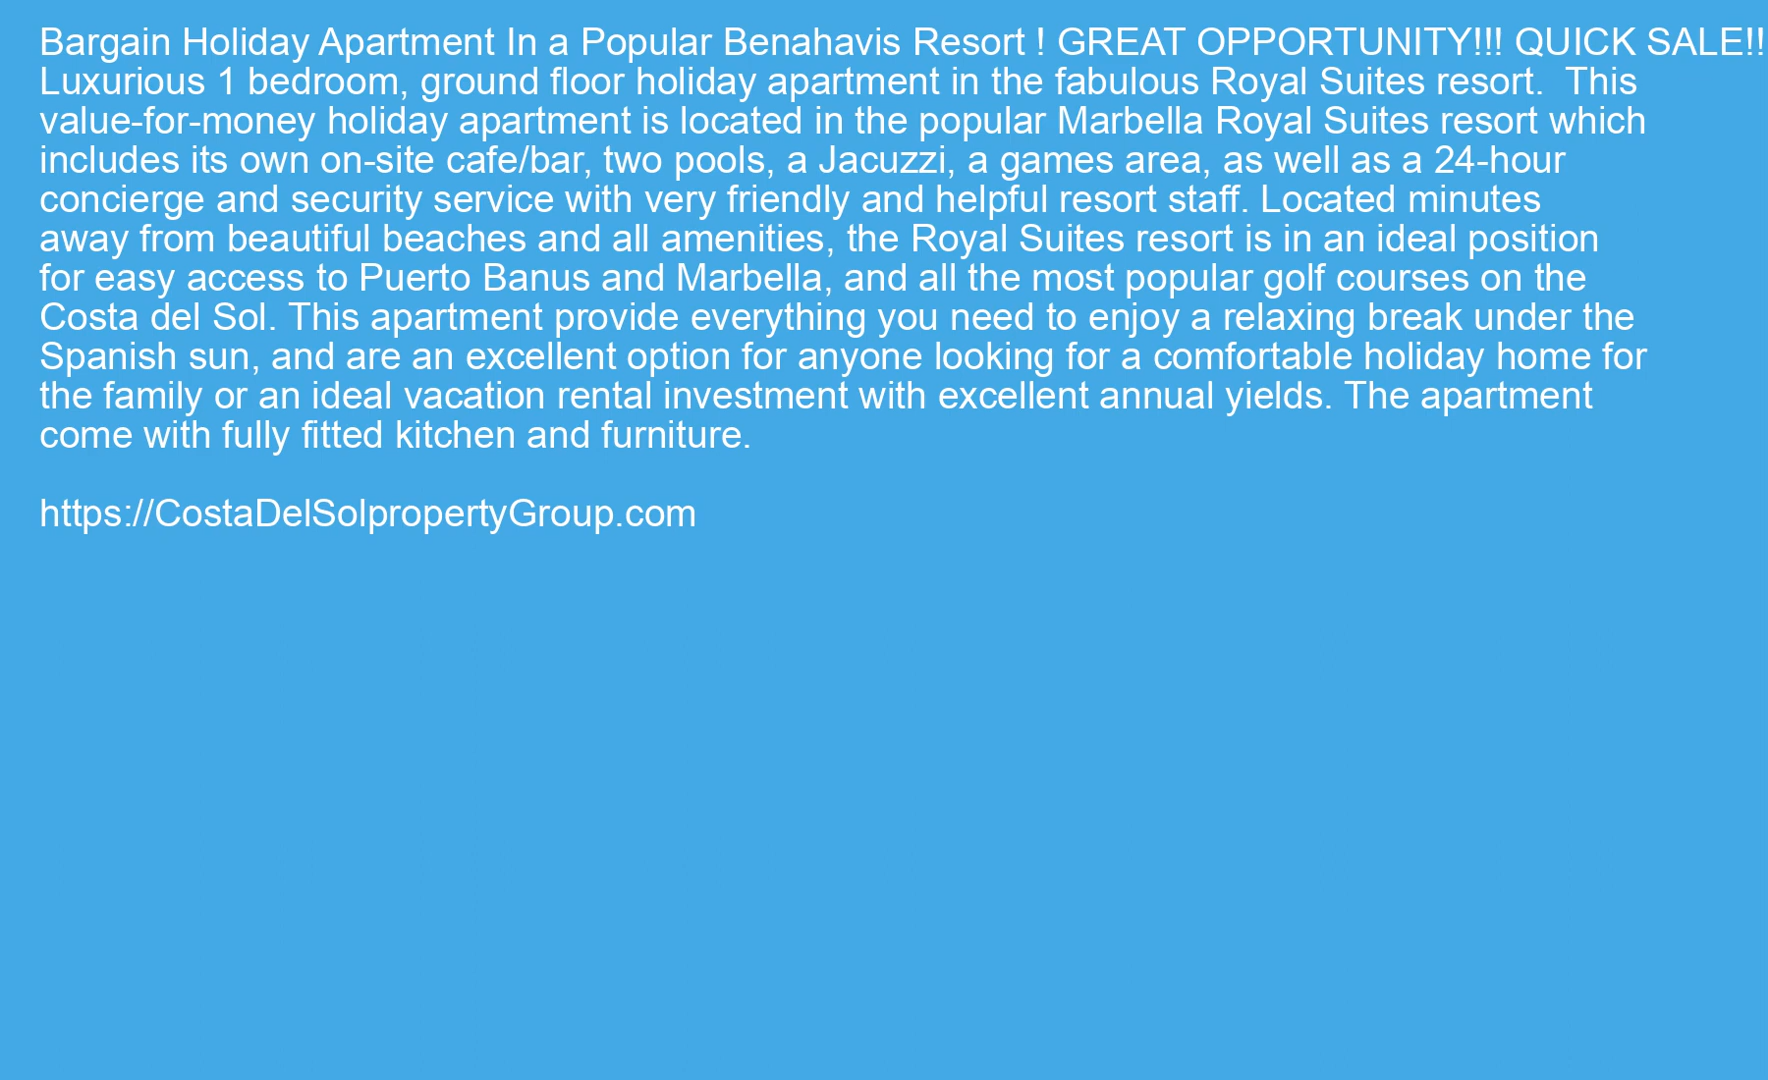 Bargain Holiday Apartment In a Popular Benahavis Resort ! GREAT OPPORTUNITY!!! QUICK SALE!!
Luxurious 1 bedroom, ground floor holiday apartment in the fabulous Royal Suites resort.  This
value-for-money holiday apartment is located in the popular Marbella Royal Suites resort which
includes its own on-site cafe/bar, two pools, a Jacuzzi, a games area, as well as a 24-hour
concierge and security service with very friendly and helpful resort staff. Located minutes
away from beautiful beaches and all amenities, the Royal Suites resort is in an ideal position
for easy access to Puerto Banus and Marbella, and all the most popular golf courses on the
Costa del Sol. This apartment provide everything you need to enjoy a relaxing break under the
Spanish sun, and are an excellent option for anyone looking for a comfortable holiday home for
the family or an ideal vacation rental investment with excellent annual yields. The apartment
come with fully fitted kitchen and furniture.
https://CostaDelSolpropertyGroup.com